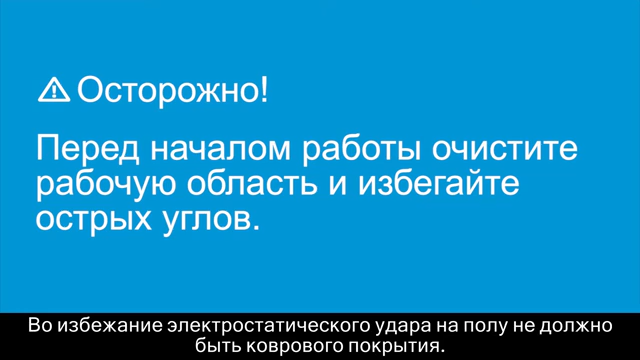 ⚠ Осторожно!
Перед началом работы очистите
рабочую область и избегайте
острых углов.
Во избежание электростатического удара на полу не должно
быть коврового покрытия.